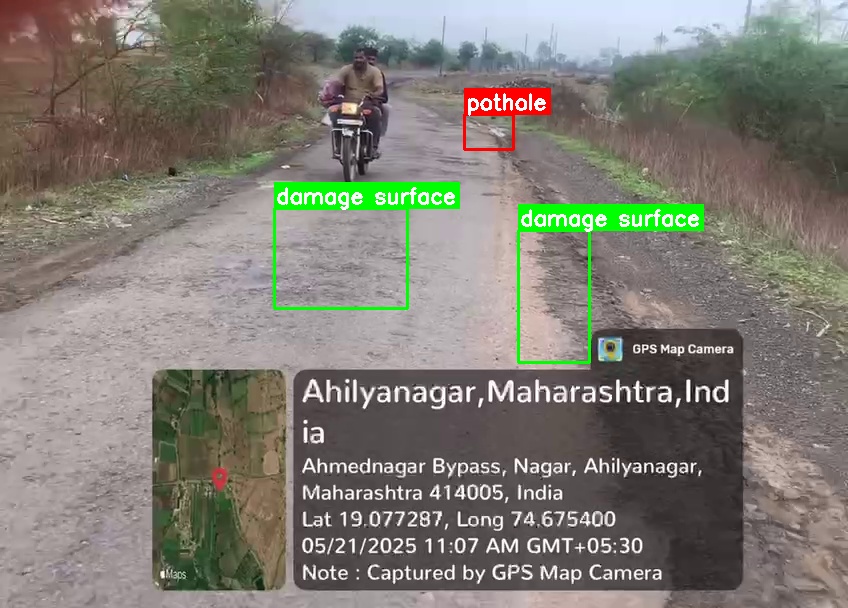 pothole
damage surface
damage surface
GPS Map Camera
Ahilyanagar,Maharashtra,Ind
ia
Ahmednagar Bypass, Nagar, Ahilyanagar,
Maharashtra 414005, India
Lat 19.077287, Long 74.675400
05/21/2025 11:07 AM GMT+05:30
Note : Captured by GPS Map Camera
Maps